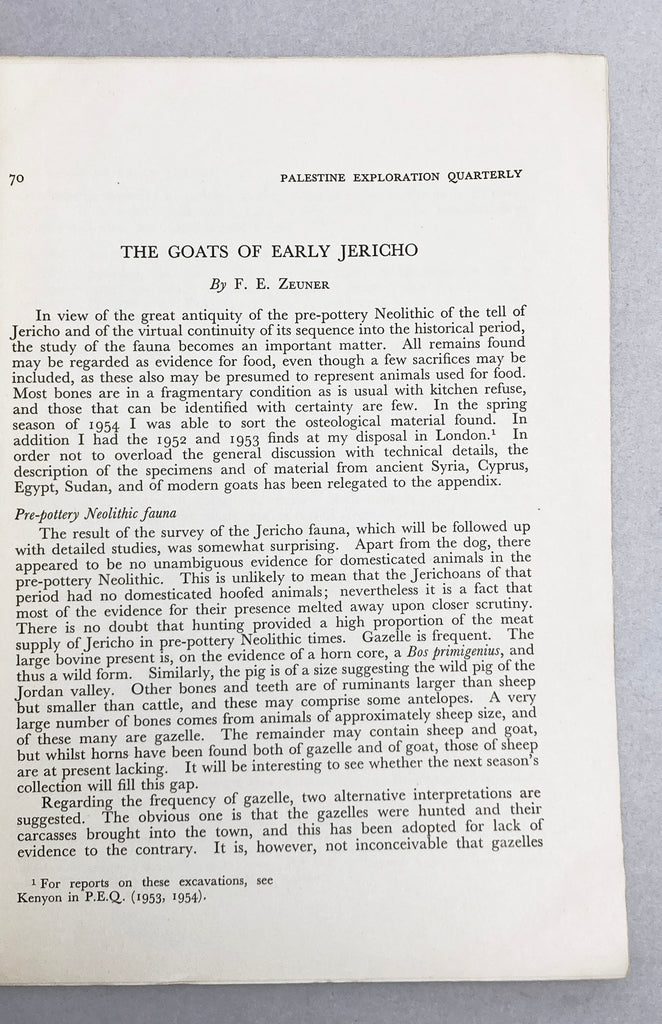 70
PALESTINE EXPLORATION QUARTERLY
THE GOATS OF EARLY JERICHO
By F. E. ZEUNER
In view of the great antiquity of the pre-pottery Neolithic of the tell of
Jericho and of the virtual continuity of its sequence into the historical period,
the study of the fauna becomes an important matter. All remains found
may be regarded as evidence for food, even though a few sacrifices may be
included, as these also may be presumed to represent animals used for food.
Most bones are in a fragmentary condition as is usual with kitchen refuse,
and those that can be identified with certainty are few. In the spring
season of 1954 I was able to sort the osteological material found. In
addition I had the 1952 and 1953 finds at my disposal in London.¹ In
order not to overload the general discussion with technical details, the
description of the specimens and of material from ancient Syria, Cyprus,
Egypt, Sudan, and of modern goats has been relegated to the appendix.
Pre-pottery Neolithic fauna
The result of the survey of the Jericho fauna, which will be followed up
with detailed studies, was somewhat surprising. Apart from the dog, there
appeared to be no unambiguous evidence for domesticated animals in the
pre-pottery Neolithic. This is unlikely to mean that the Jerichoans of that
period had no domesticated hoofed animals; nevertheless it is a fact that
most of the evidence for their presence melted away upon closer scrutiny.
There is no doubt that hunting provided a high proportion of the meat
supply of Jericho in pre-pottery Neolithic times. Gazelle is frequent. The
large bovine present is, on the evidence of a horn core, a Bos primigenius, and
thus a wild form. Similarly, the pig is of a size suggesting the wild pig of the
Jordan valley. Other bones and teeth are of ruminants larger than sheep
but smaller than cattle, and these may comprise some antelopes. A very
large number of bones comes from animals of approximately sheep size, and
of these many are gazelle. The remainder may contain sheep and goat,
but whilst horns have been found both of gazelle and of goat, those of sheep
are at present lacking. It will be interesting to see whether the next season's
collection will fill this gap.
Regarding the frequency of gazelle, two alternative interpretations are
suggested. The obvious one is that the gazelles were hunted and their
carcasses brought into the town, and this has been adopted for lack of
evidence to the contrary. It is, however, not inconceivable that gazelles
¹ For reports on these excavations, see
Kenyon in P.E.Q. (1953, 1954).